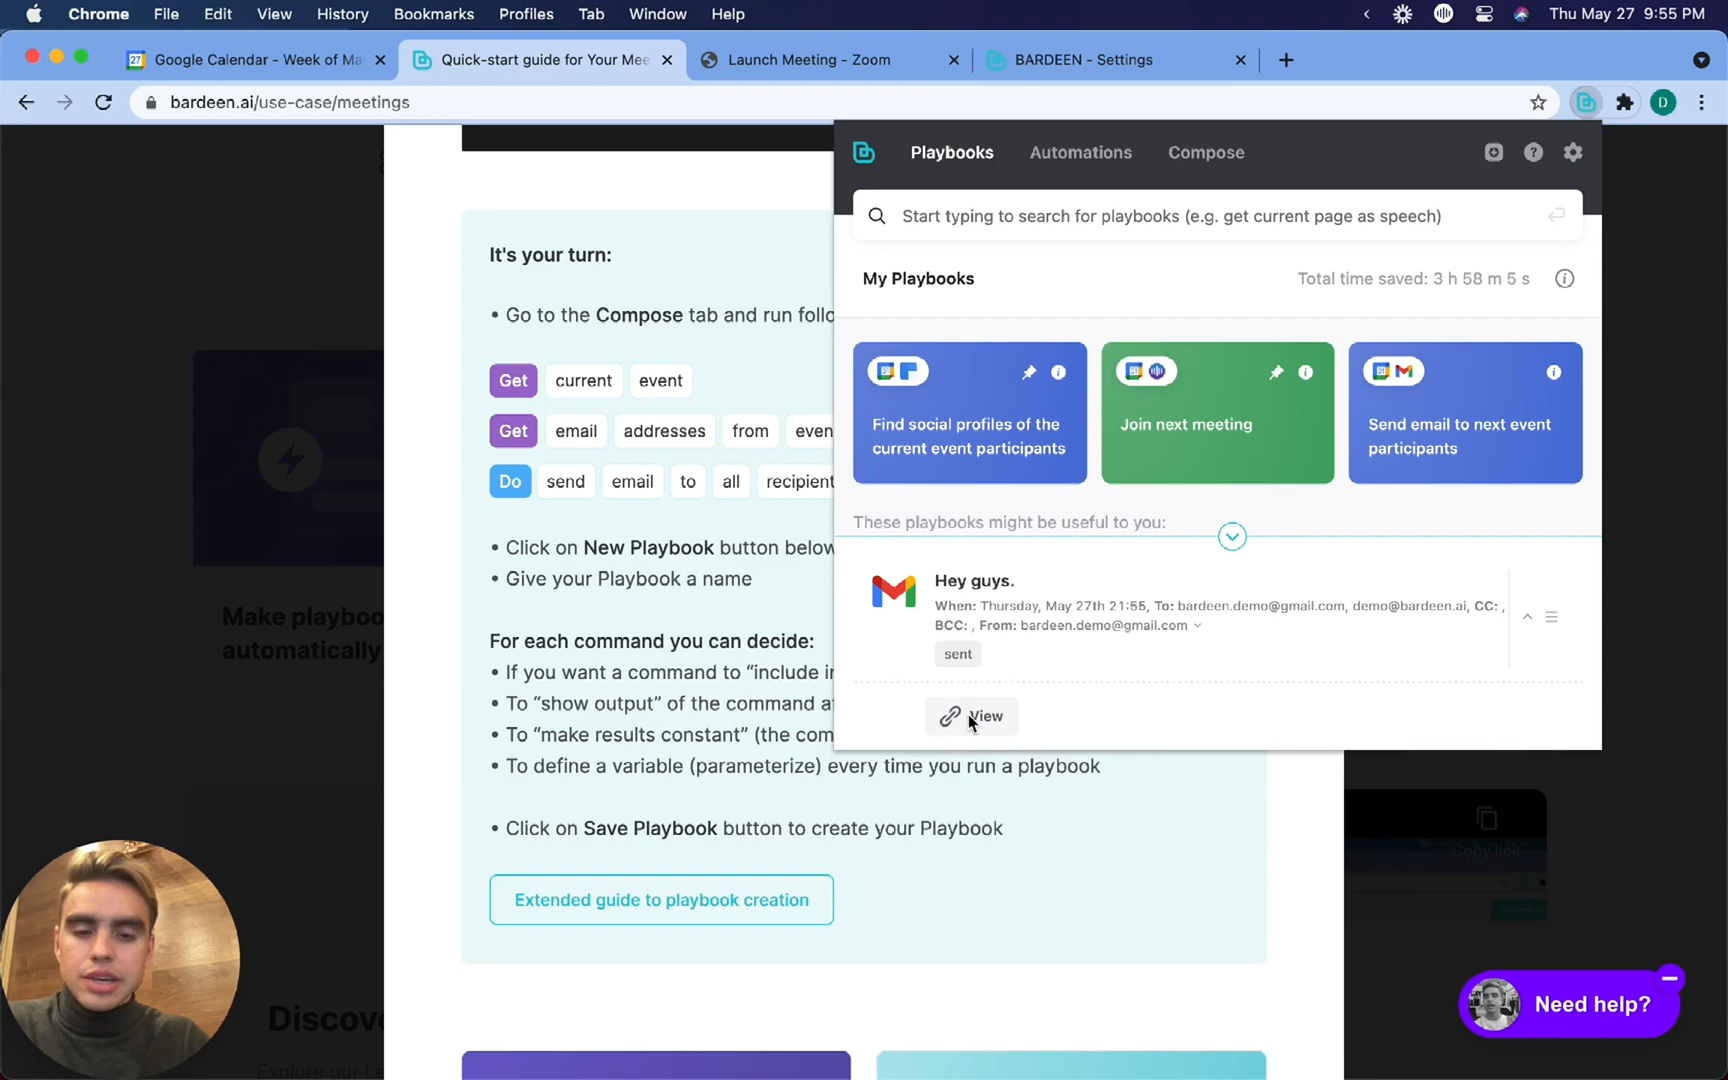 Chrome File Edit View History Bookmarks Profiles Tab Window Help Thu May 27 9:55 PM
27 Google Calendar - Week of Ma
Quick-start guide for Your Mee
Launch Meeting - Zoom
BARDEEN - Settings
bardeen.ai/use-case/meetings
D
Playbooks Automations Compose
Start typing to search for playbooks (e.g. get current page as speech)
My Playbooks
Total time saved: 3 h 58 m 5 s
Find social profiles of the
current event participants
Join next meeting
Send email to next event
participants
These playbooks might be useful to you:
Hey guys.
When: Thursday, May 27th 21:55, To: bardeen.demo@gmail.com, demo@bardeen.ai, CC: ,
BCC: , From: bardeen.demo@gmail.com
sent
View
It's your turn:
• Go to the Compose tab and run follo
Get current event
Get email addresses from even
Do send email to all recipient
• Click on New Playbook button below
• Give your Playbook a name
For each command you can decide:
• If you want a command to “include in
• To “show output” of the command a
• To “make results constant” (the com
• To define a variable (parameterize) every time you run a playbook
• Click on Save Playbook button to create your Playbook
Extended guide to playbook creation
Make playboo
automatically
Discove
Explore our L
Copy link
Need help?